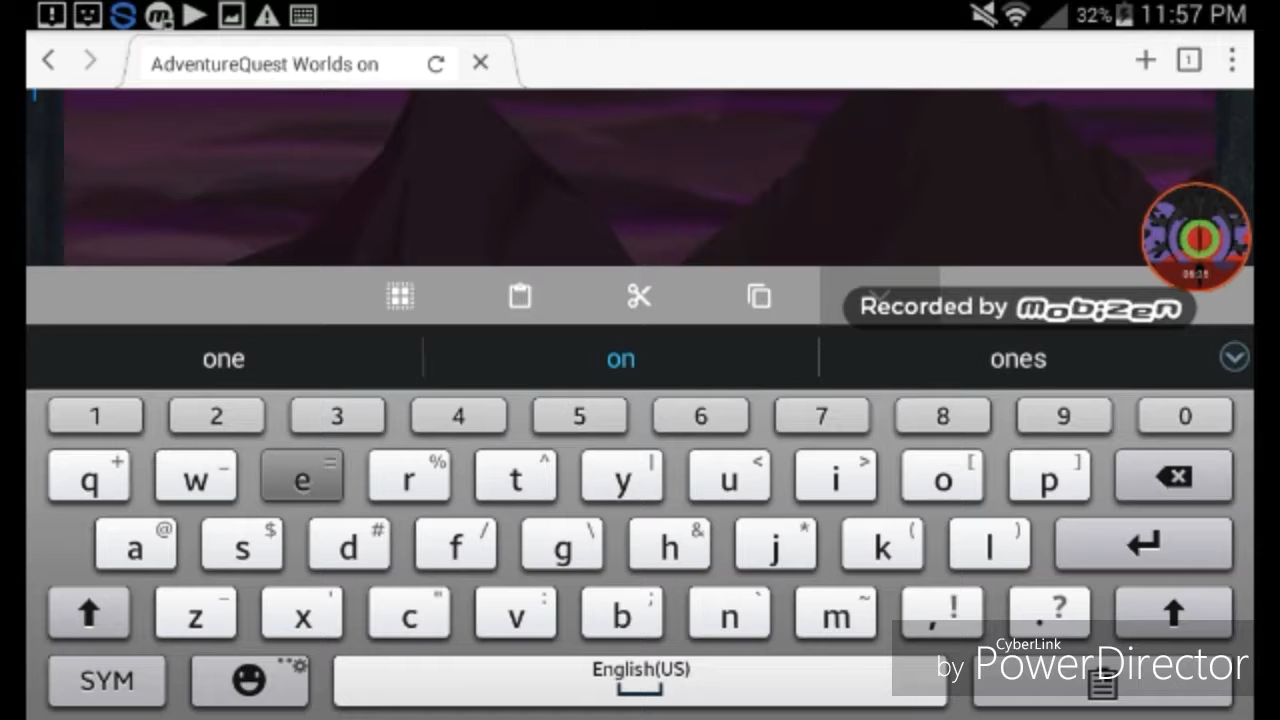 32% 11:57 PM
AdventureQuest Worlds on
1
Recorded by mobizen
one on ones
1 2 3 4 5 6 7 8 9 0
q + w _ e = r % t ^ y | u < i > o [ p ]
a @ s $ d # f / g \ h & j * k ( l )
z - x ' c " v : b ; n ` m ~ , ! . ?
SYM English(US)
CyberLink
by PowerDirector